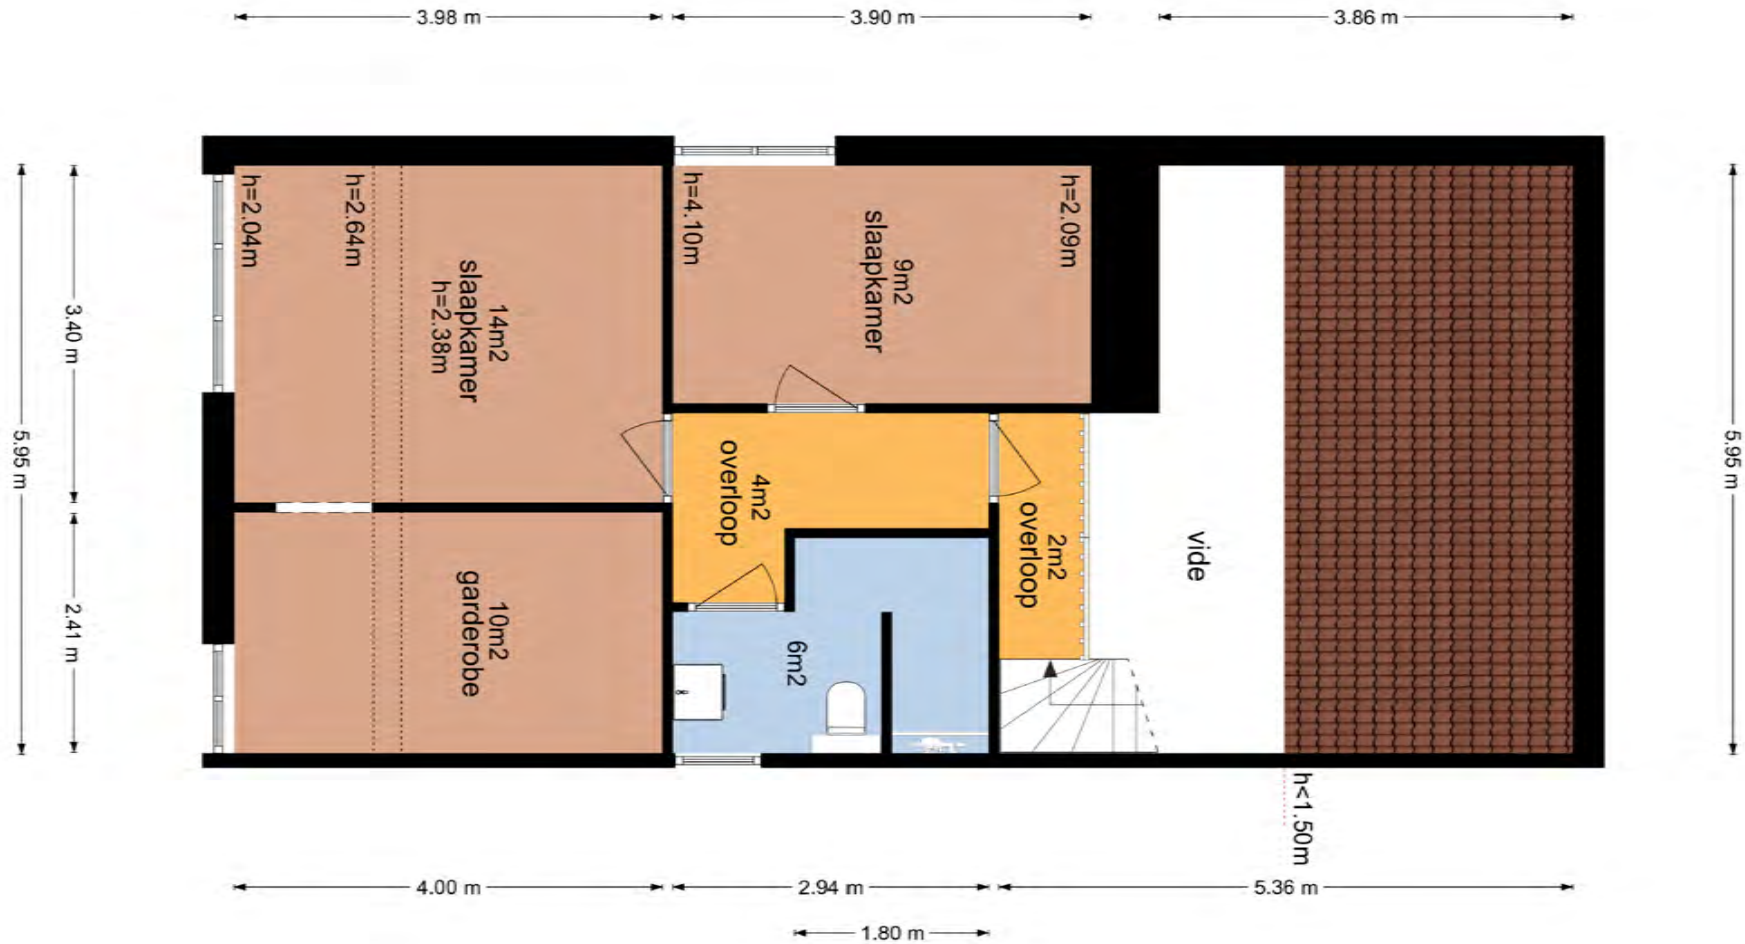 3.98 m
3.90 m
3.86 m
5.95 m
3.40 m
2.41 m
h=2.04m
h=2.64m
14m2
slaapkamer
h=2.38m
h=4.10m
9m2
slaapkamer
h=2.09m
4m2
overloop
2m2
overloop
vide
10m2
garderobe
6m2
5.95 m
h<1.50m
4.00 m
2.94 m
5.36 m
1.80 m